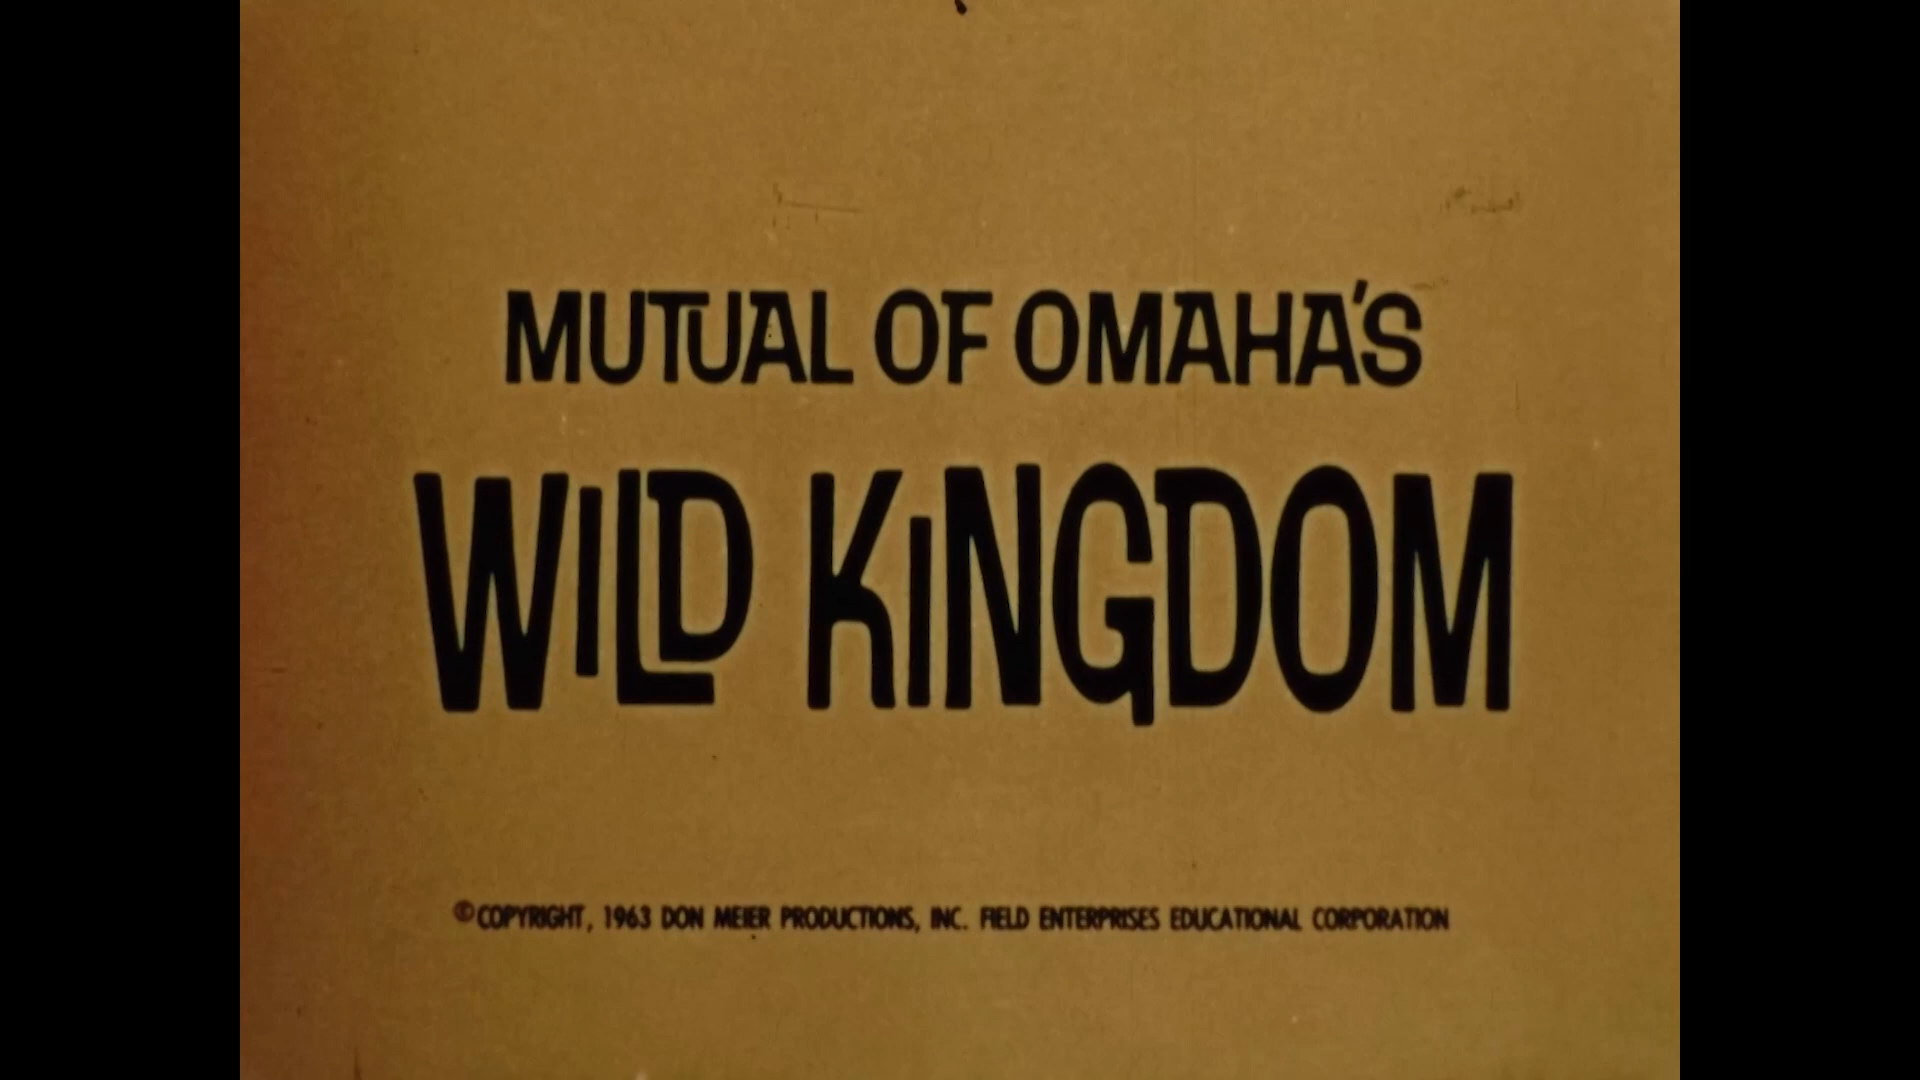 MUTUAL OF OMAHA'S
WILD KINGDOM
©COPYRIGHT, 1963 DON MEIER PRODUCTIONS, INC. FIELD ENTERPRISES EDUCATIONAL CORPORATION